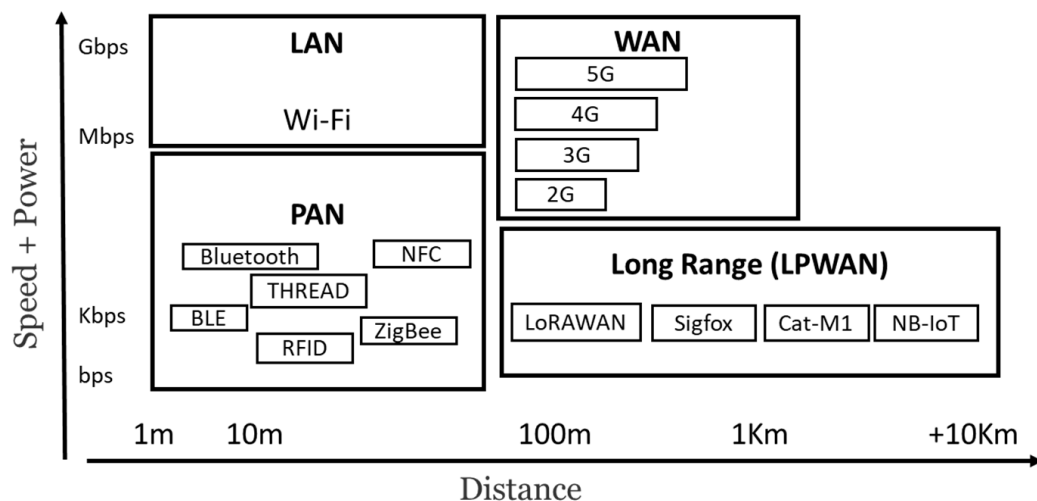 Speed + Power
Gbps
Mbps
Kbps
bps
LAN
Wi-Fi
WAN
5G
4G
3G
2G
PAN
Bluetooth
NFC
THREAD
BLE
ZigBee
RFID
Long Range (LPWAN)
LoRAWAN
Sigfox
Cat-M1
NB-IoT
1m
10m
100m
1Km
+10Km
Distance